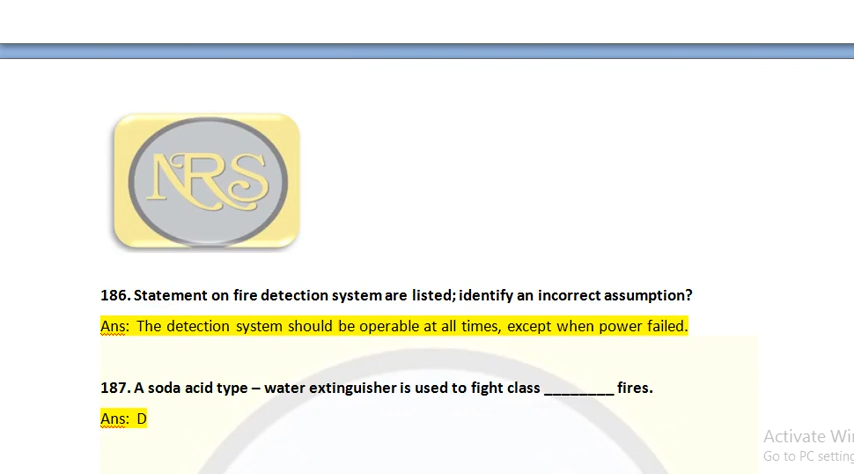 NRS
186. Statement on fire detection system are listed; identify an incorrect assumption?
Ans: The detection system should be operable at all times, except when power failed.
187. A soda acid type – water extinguisher is used to fight class ________ fires.
Ans: D
Activate Wi
Go to PC setting